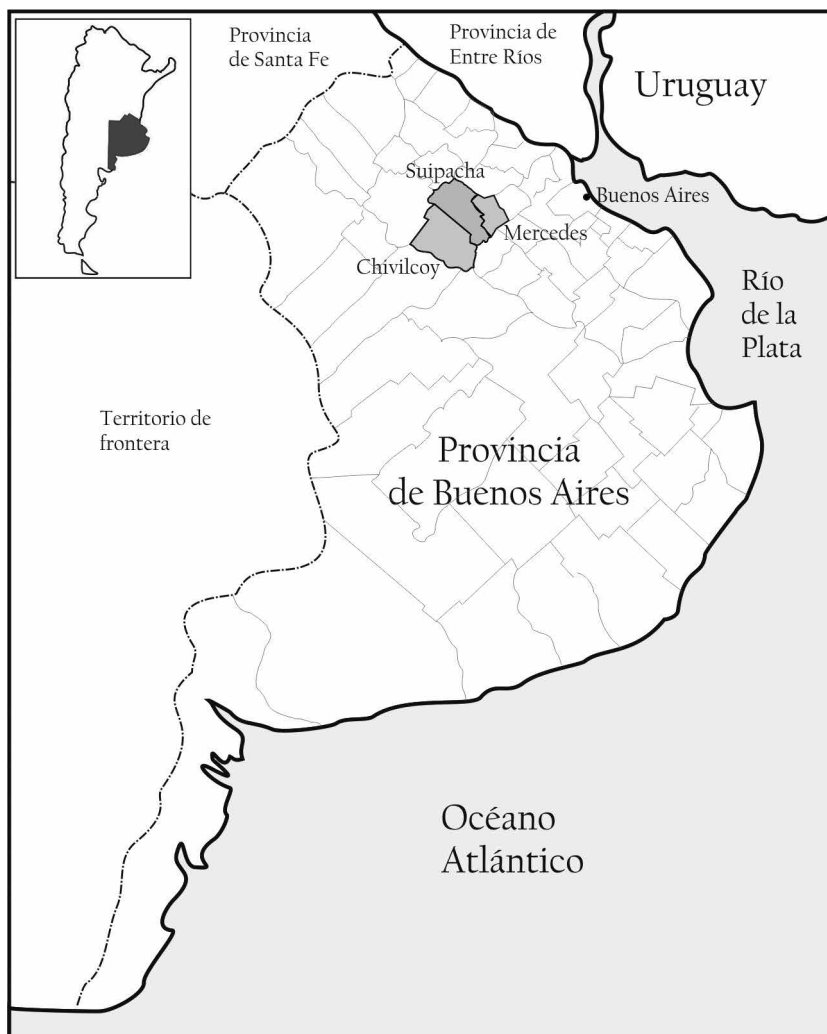 Provincia
de Santa Fe
Provincia de
Entre Ríos
Uruguay
Suipacha
Buenos Aires
Mercedes
Chivilcoy
Río
de la
Plata
Territorio de
frontera
Provincia
de Buenos Aires
Océano
Atlántico